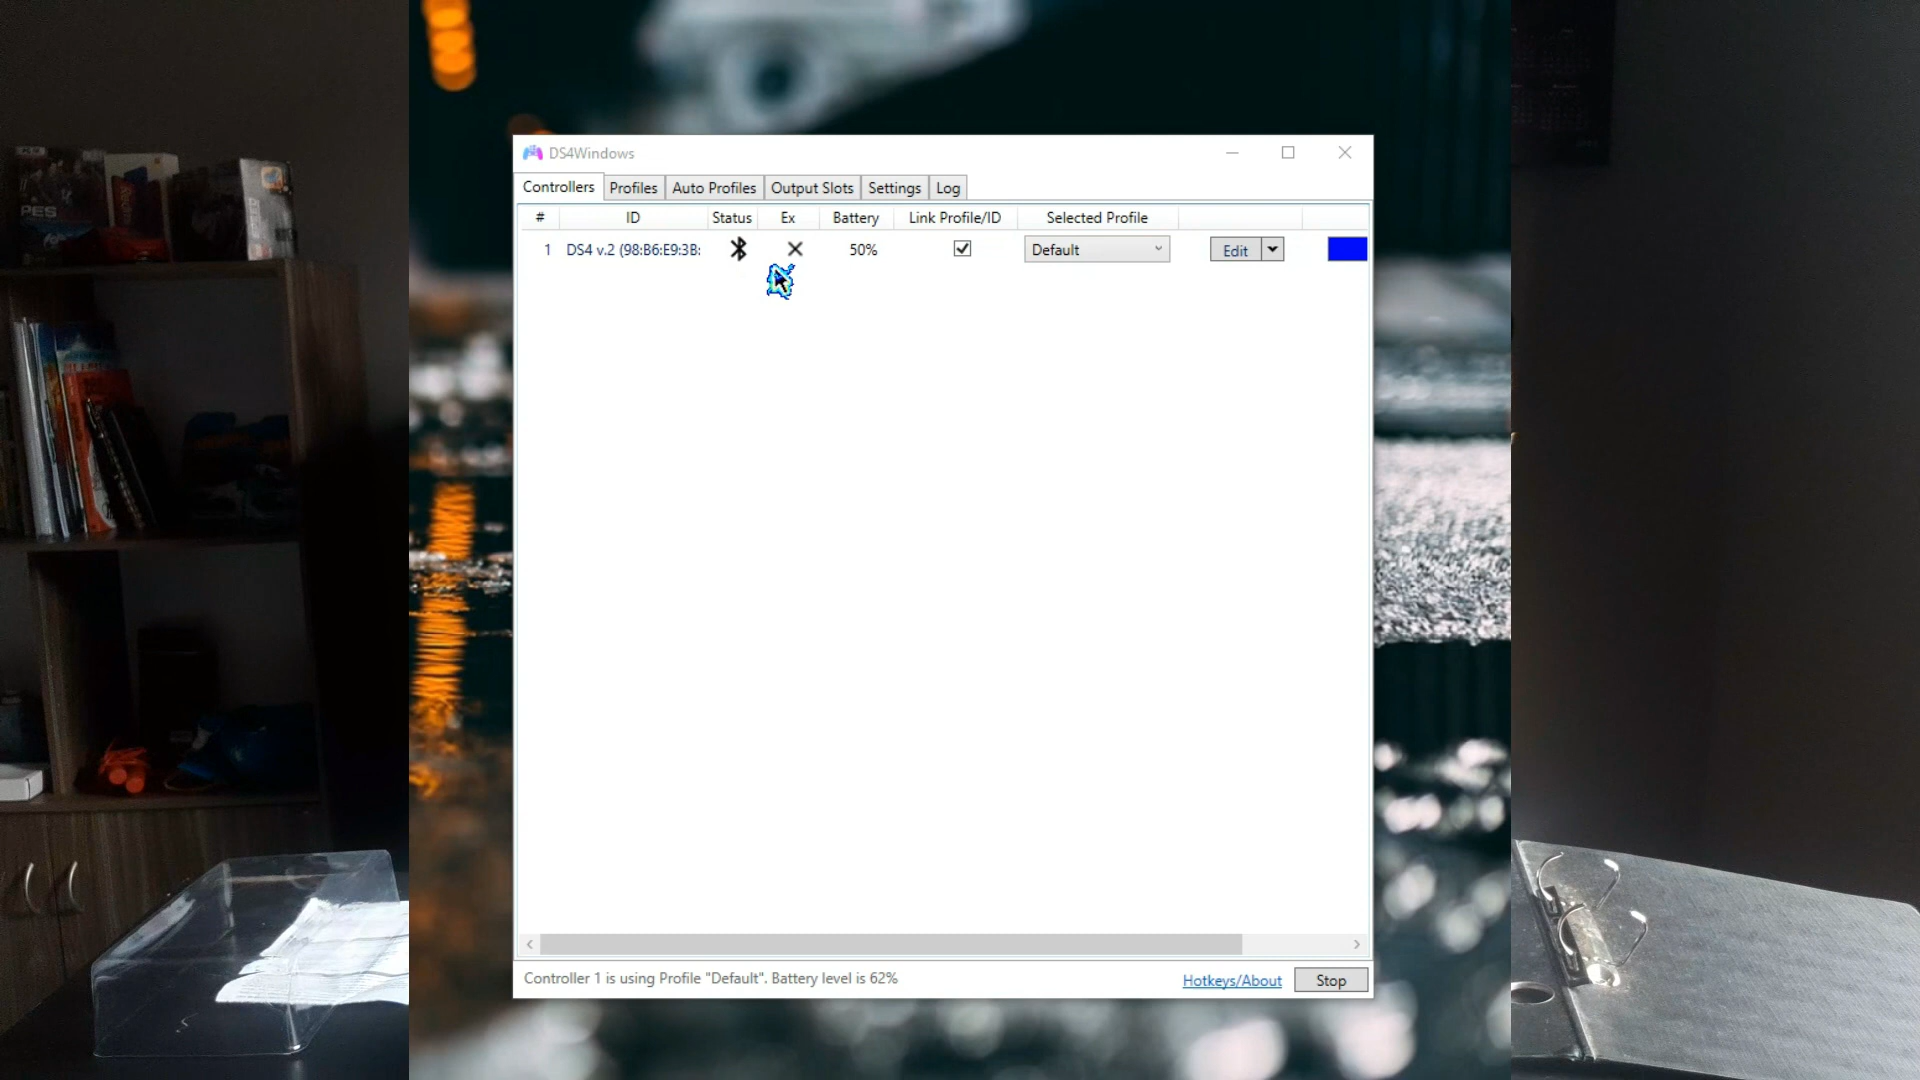 DS4Windows
Controllers Profiles Auto Profiles Output Slots Settings Log
# ID Status Ex Battery Link Profile/ID Selected Profile
1 DS4 v.2 (98:B6:E9:3B: 50% Default Edit
Controller 1 is using Profile "Default". Battery level is 62% Hotkeys/About Stop
PES